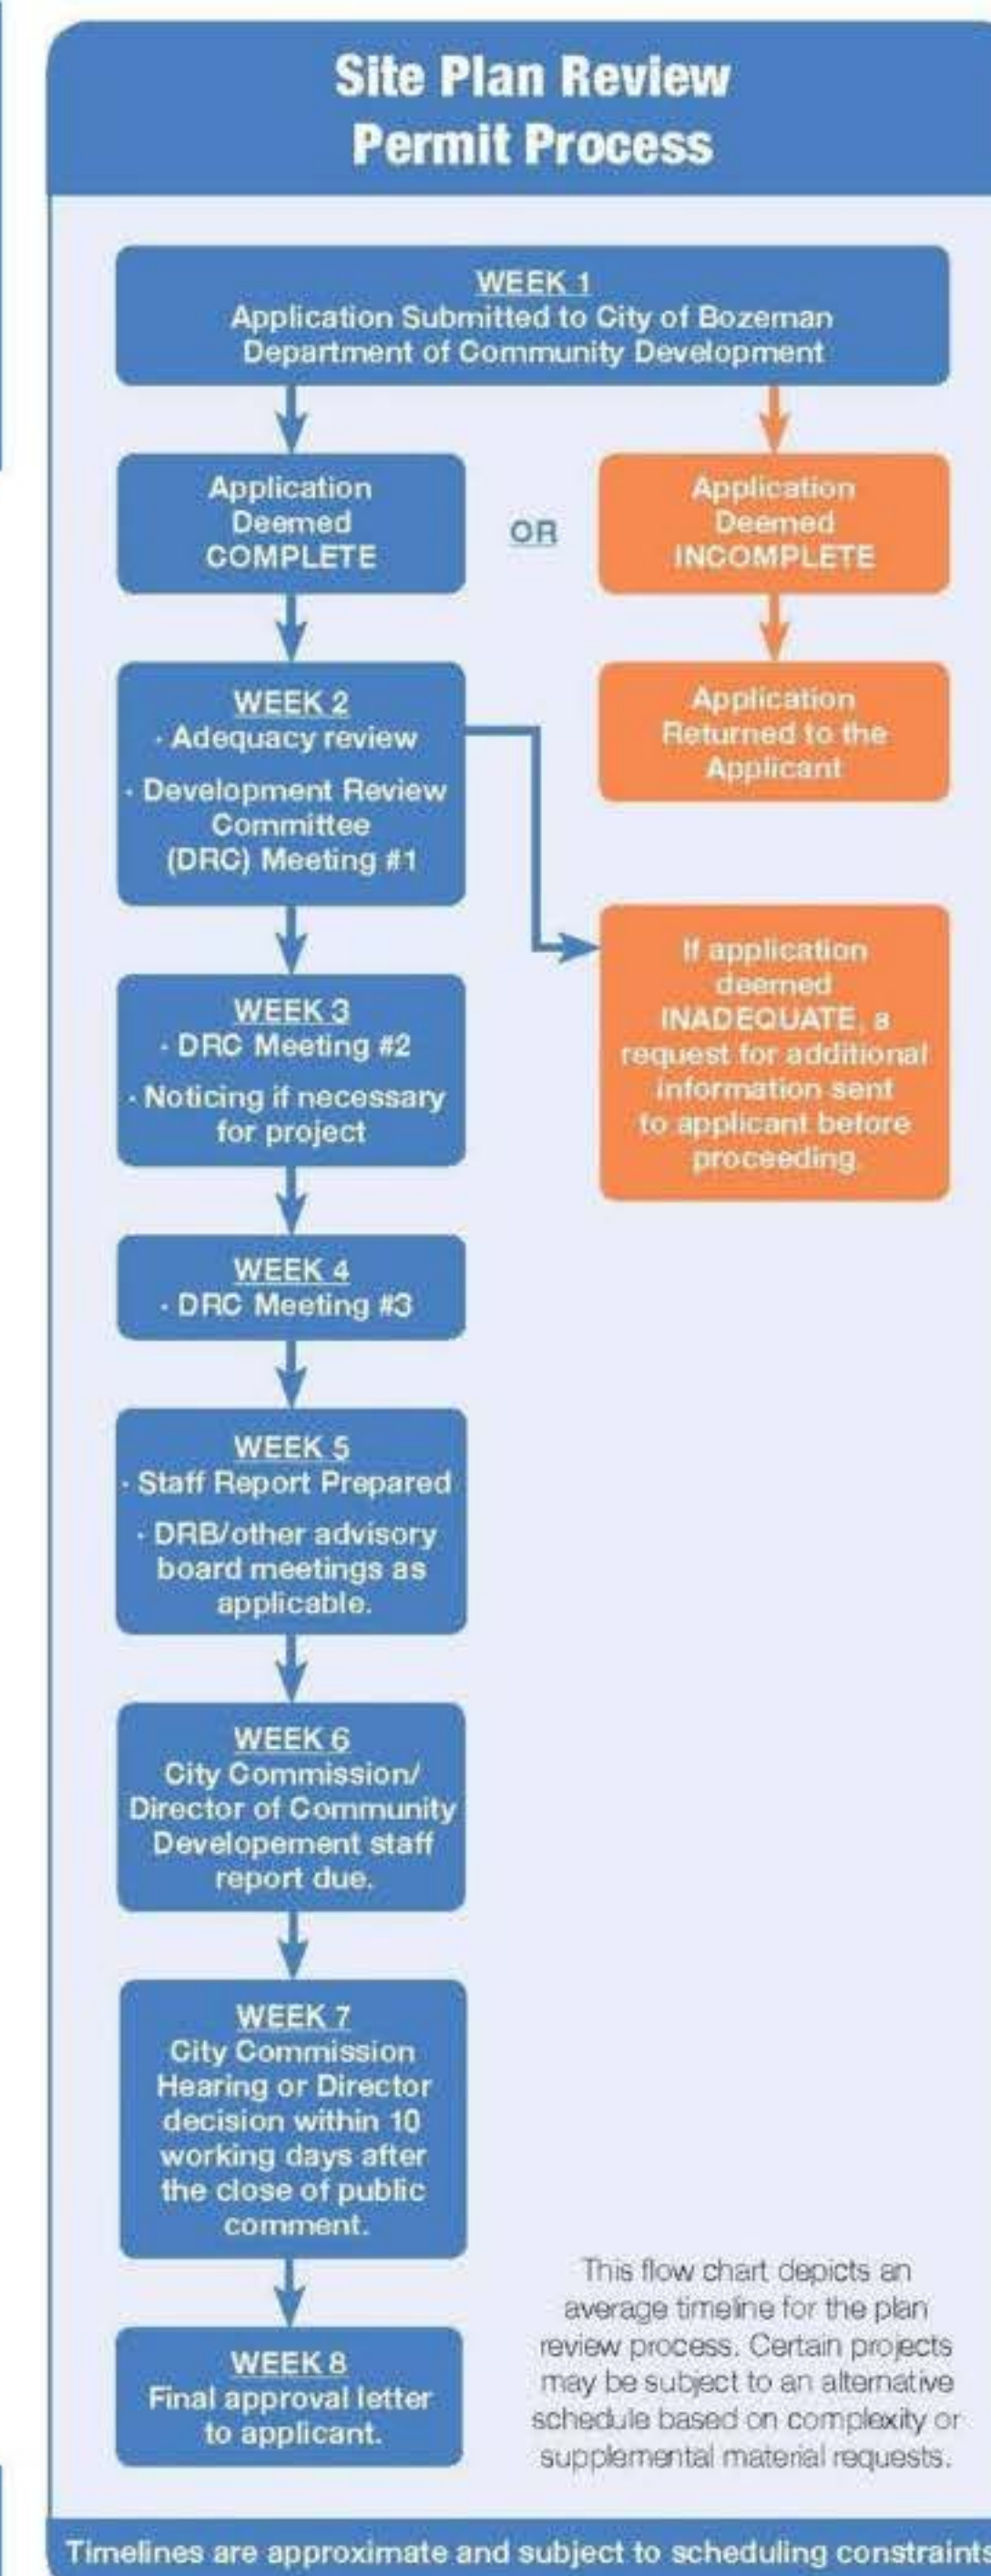 Site Plan Review
Permit Process
WEEK 1
Application Submitted to City of Bozeman
Department of Community Development
Application
Deemed
COMPLETE
OR
Application
Deemed
INCOMPLETE
WEEK 2
· Adequacy review
· Development Review
Committee
(DRC) Meeting #1
Application
Returned to the
Applicant
If application
deemed
INADEQUATE, a
request for additional
information sent
to applicant before
proceeding.
WEEK 3
· DRC Meeting #2
· Noticing if necessary
for project
WEEK 4
· DRC Meeting #3
WEEK 5
· Staff Report Prepared
· DRB/other advisory
board meetings as
applicable.
WEEK 6
City Commission/
Director of Community
Developement staff
report due.
WEEK 7
City Commission
Hearing or Director
decision within 10
working days after
the close of public
comment.
WEEK 8
Final approval letter
to applicant.
This flow chart depicts an
average timeline for the plan
review process. Certain projects
may be subject to an alternative
schedule based on complexity or
supplemental material requests.
Timelines are approximate and subject to scheduling constraints